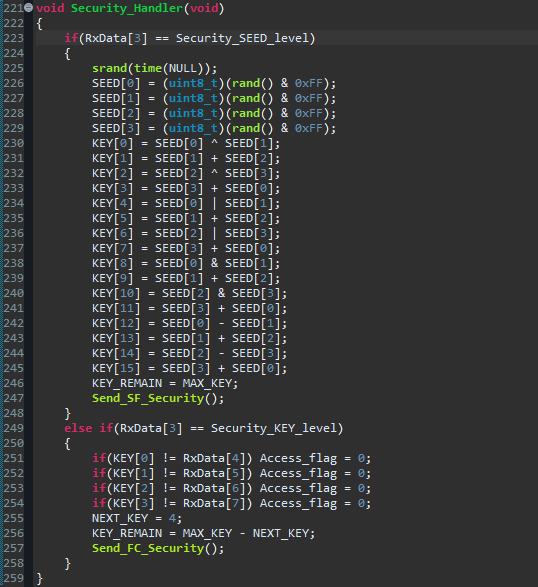 221 void Security_Handler(void)
222 {
223     if(RxData[3] == Security_SEED_level)
224     {
225         srand(time(NULL));
226         SEED[0] = (uint8_t)(rand() & 0xFF);
227         SEED[1] = (uint8_t)(rand() & 0xFF);
228         SEED[2] = (uint8_t)(rand() & 0xFF);
229         SEED[3] = (uint8_t)(rand() & 0xFF);
230         KEY[0] = SEED[0] ^ SEED[1];
231         KEY[1] = SEED[1] + SEED[2];
232         KEY[2] = SEED[2] ^ SEED[3];
233         KEY[3] = SEED[3] + SEED[0];
234         KEY[4] = SEED[0] | SEED[1];
235         KEY[5] = SEED[1] + SEED[2];
236         KEY[6] = SEED[2] | SEED[3];
237         KEY[7] = SEED[3] + SEED[0];
238         KEY[8] = SEED[0] & SEED[1];
239         KEY[9] = SEED[1] + SEED[2];
240         KEY[10] = SEED[2] & SEED[3];
241         KEY[11] = SEED[3] + SEED[0];
242         KEY[12] = SEED[0] - SEED[1];
243         KEY[13] = SEED[1] + SEED[2];
244         KEY[14] = SEED[2] - SEED[3];
245         KEY[15] = SEED[3] + SEED[0];
246         KEY_REMAIN = MAX_KEY;
247         Send_SF_Security();
248     }
249     else if(RxData[3] == Security_KEY_level)
250     {
251         if(KEY[0] != RxData[4]) Access_flag = 0;
252         if(KEY[1] != RxData[5]) Access_flag = 0;
253         if(KEY[2] != RxData[6]) Access_flag = 0;
254         if(KEY[3] != RxData[7]) Access_flag = 0;
255         NEXT_KEY = 4;
256         KEY_REMAIN = MAX_KEY - NEXT_KEY;
257         Send_FC_Security();
258     }
259 }